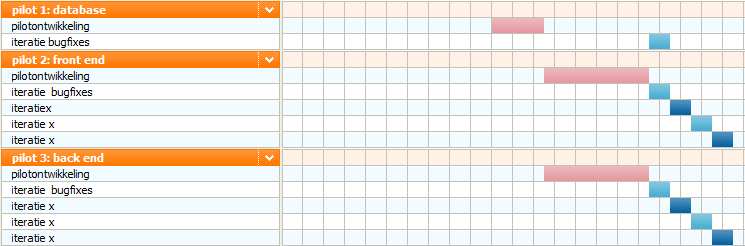 pilot 1: database
pilotontwikkeling
iteratie bugfixes
pilot 2: front end
pilotontwikkeling
iteratie bugfixes
iteratiex
iteratie x
iteratie x
pilot 3: back end
pilotontwikkeling
iteratie bugfixes
iteratie x
iteratie x
iteratie x